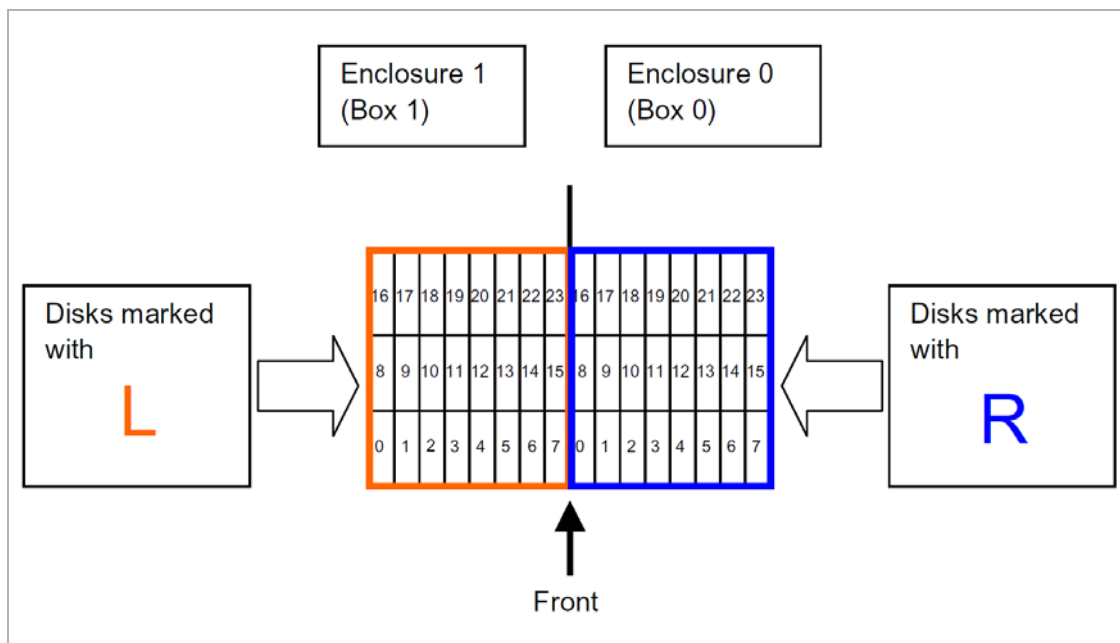 Enclosure 1
(Box 1)
Enclosure 0
(Box 0)
Disks marked
with
L
16 17 18 19 20 21 22 23 16 17 18 19 20 21 22 23
8 9 10 11 12 13 14 15 8 9 10 11 12 13 14 15
0 1 2 3 4 5 6 7 0 1 2 3 4 5 6 7
Disks marked
with
R
Front